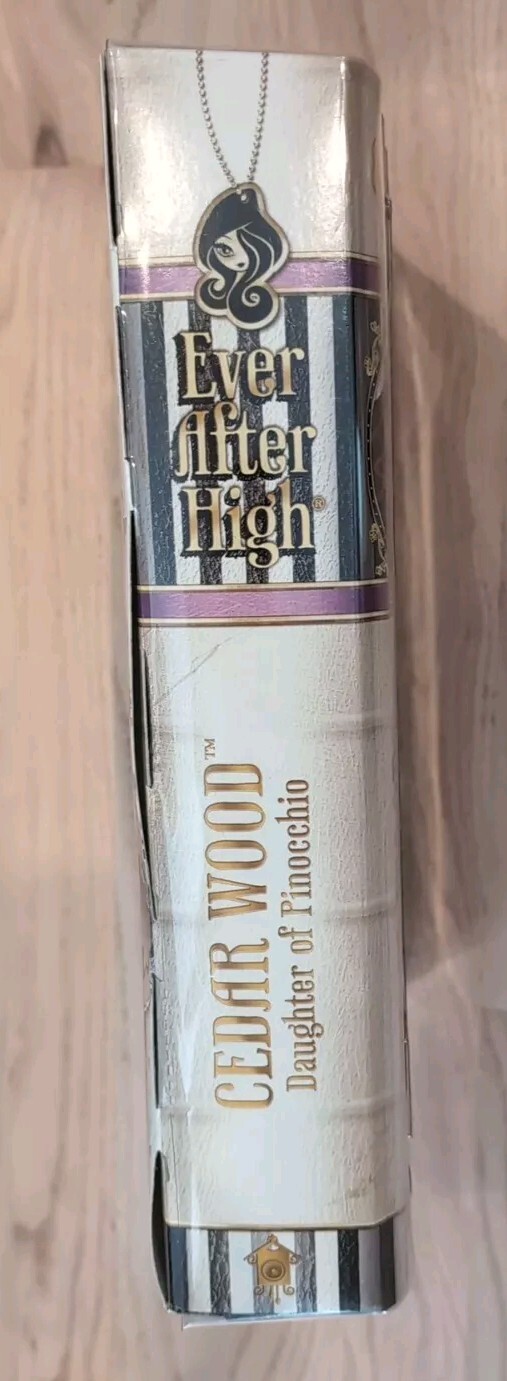 Ever
After
High®
CEDAR WOOD™
Daughter of Pinocchio